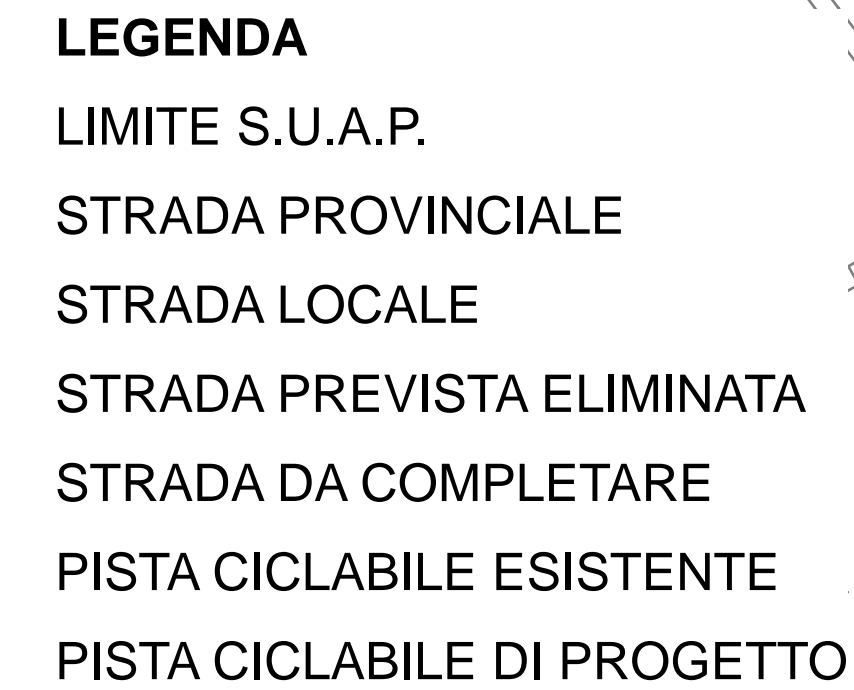 LEGENDA
LIMITE S.U.A.P.
STRADA PROVINCIALE
STRADA LOCALE
STRADA PREVISTA ELIMINATA
STRADA DA COMPLETARE
PISTA CICLABILE ESISTENTE
PISTA CICLABILE DI PROGETTO